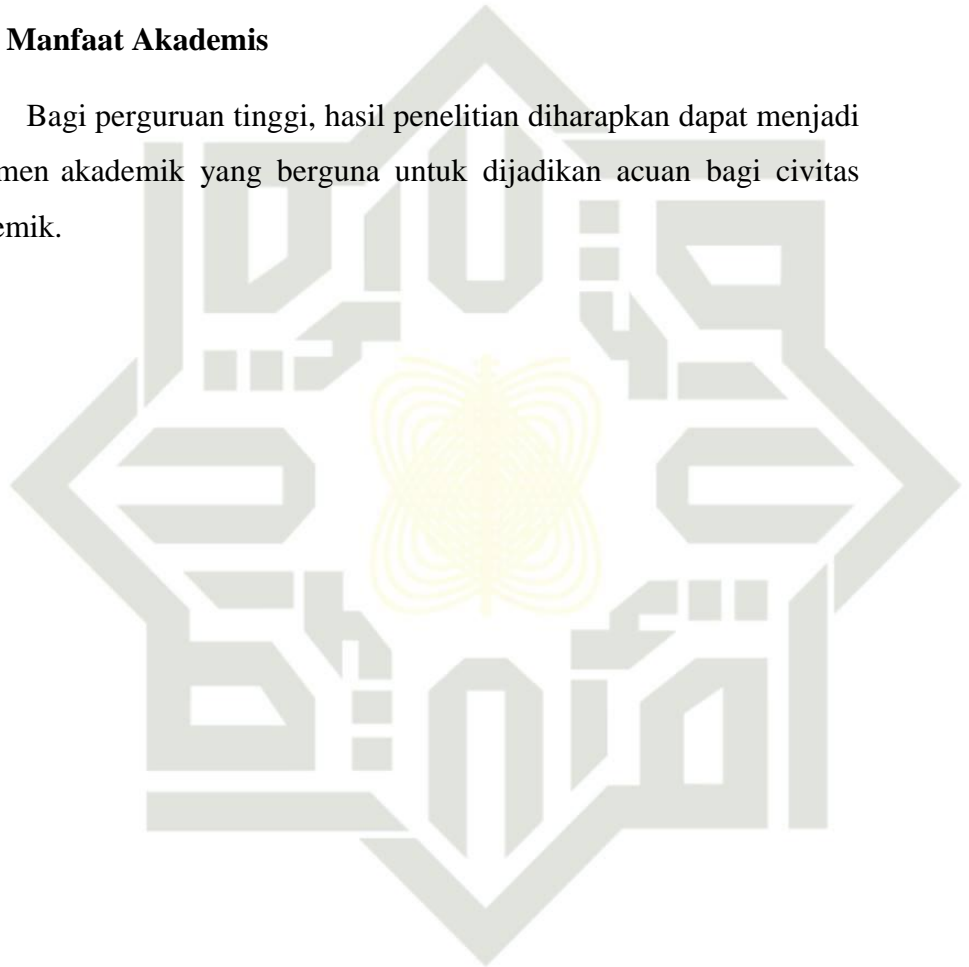 Manfaat Akademis
Bagi perguruan tinggi, hasil penelitian diharapkan dapat menjadi
men akademik yang berguna untuk dijadikan acuan bagi civitas
emik.